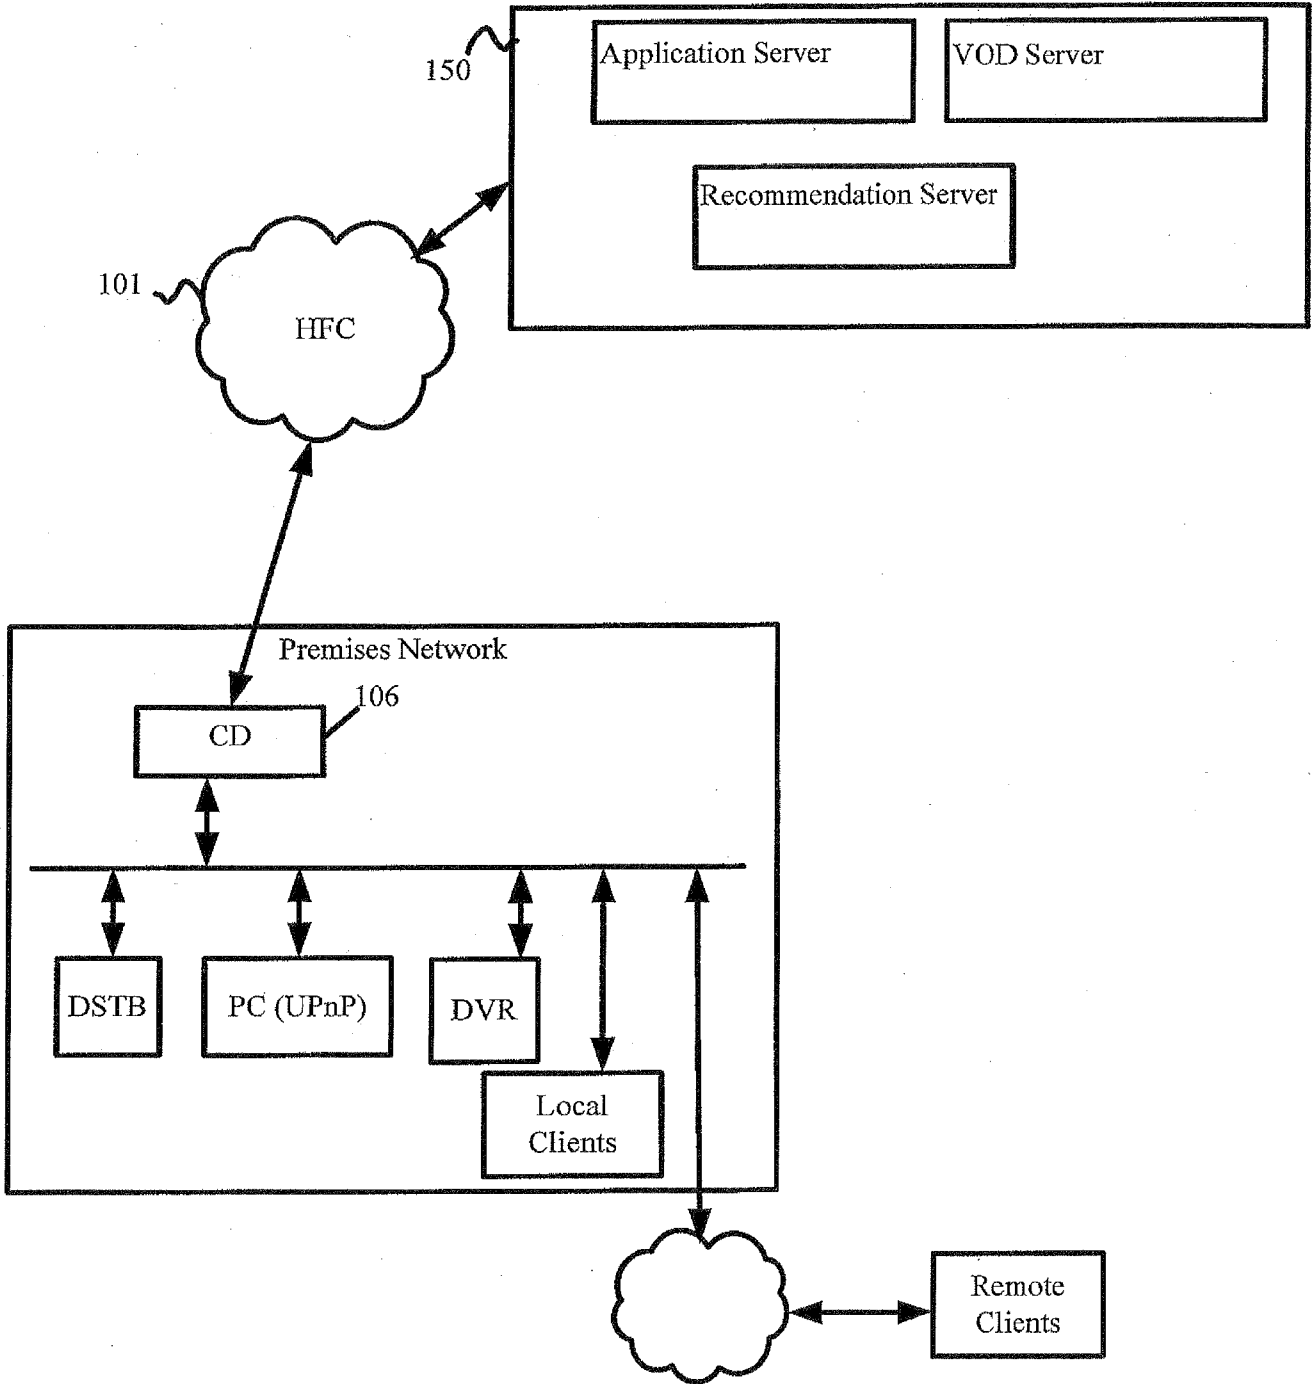 150
Application Server
VOD Server
Recommendation Server
101
HFC
Premises Network
106
CD
DSTB
PC (UPnP)
DVR
Local
Clients
Remote
Clients